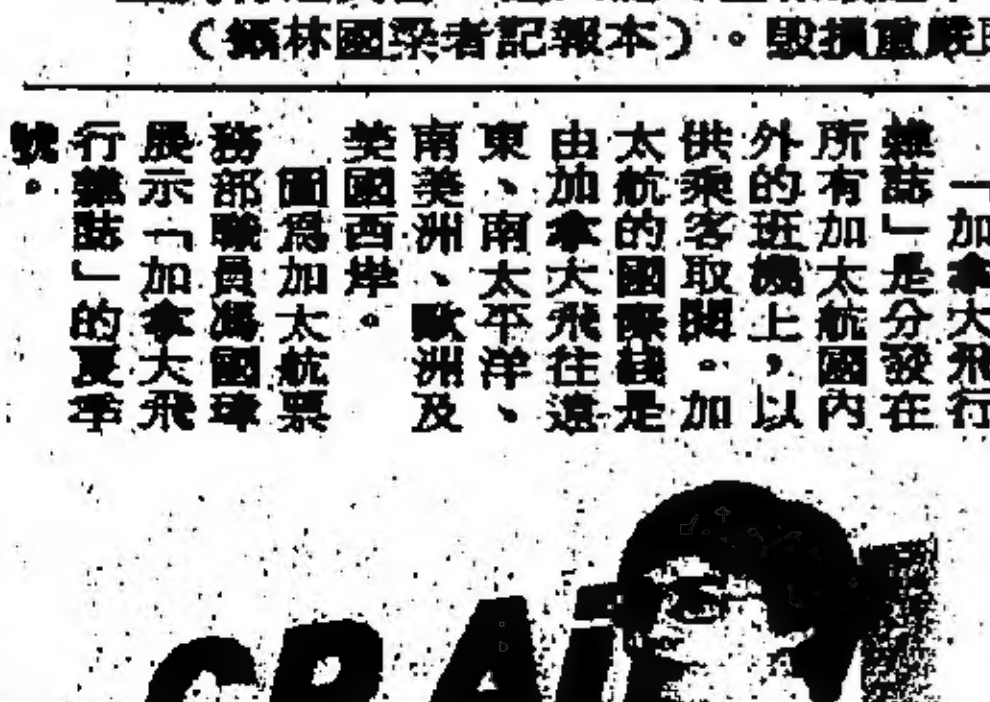 嚴重損毀。（本報記者梁國林攝）
「加拿大飛行
雜誌」是分發在
所有加太航國內
外的班機上，以
供乘客取閱。加
太航的國際綫是
由加拿大飛往遠
東、南太平洋、
南美洲、歐洲及
美國西岸。
圖爲加太航票
務部職員馮國瑋
展示「加拿大飛
行雜誌」的夏季
號。
CP AI